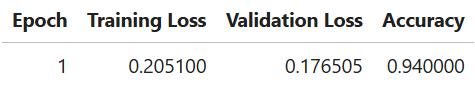 Epoch Training Loss Validation Loss Accuracy
1 0.205100 0.176505 0.940000